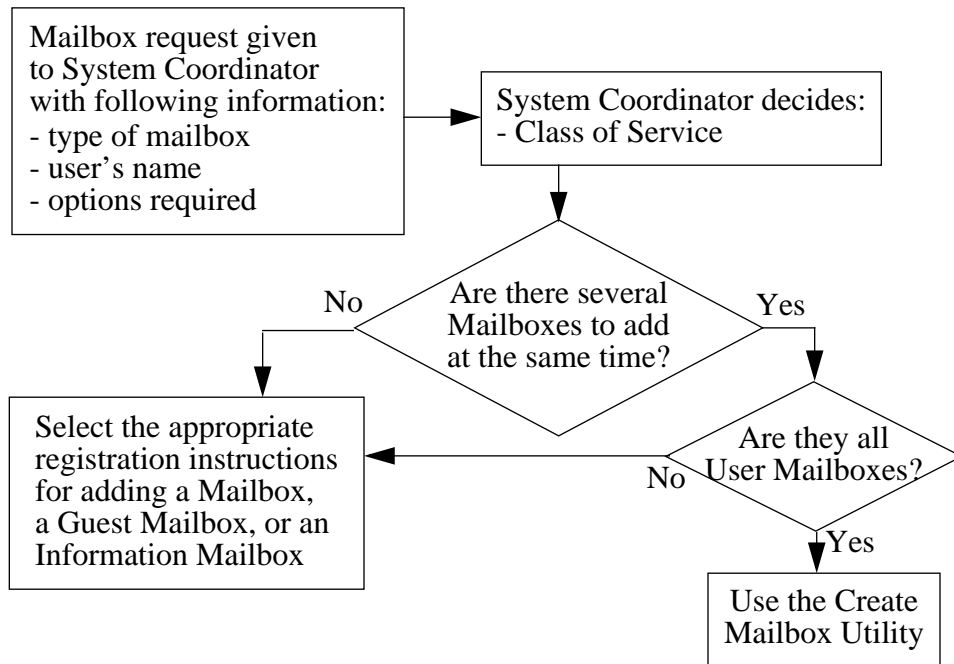 Mailbox request given
to System Coordinator
with following information:
- type of mailbox
- user’s name
- options required
System Coordinator decides:
- Class of Service
Are there several
Mailboxes to add
at the same time?
No
Yes
Select the appropriate
registration instructions
for adding a Mailbox,
a Guest Mailbox, or an
Information Mailbox
Are they all
User Mailboxes?
No
Yes
Use the Create
Mailbox Utility